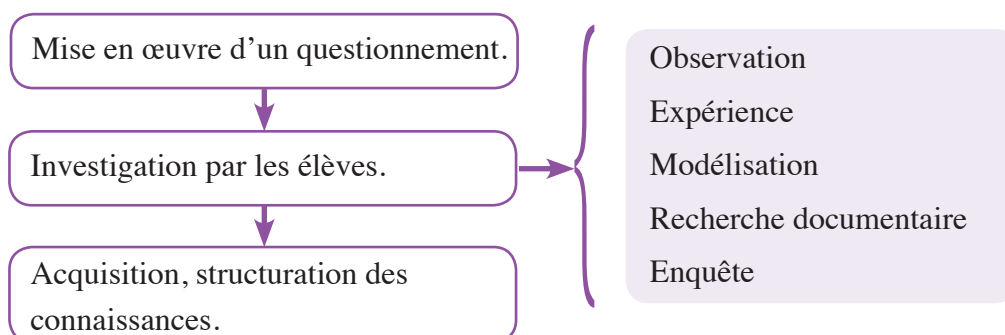 Mise en œuvre d’un questionnement.
Investigation par les élèves.
Acquisition, structuration des
connaissances.
Observation
Expérience
Modélisation
Recherche documentaire
Enquête